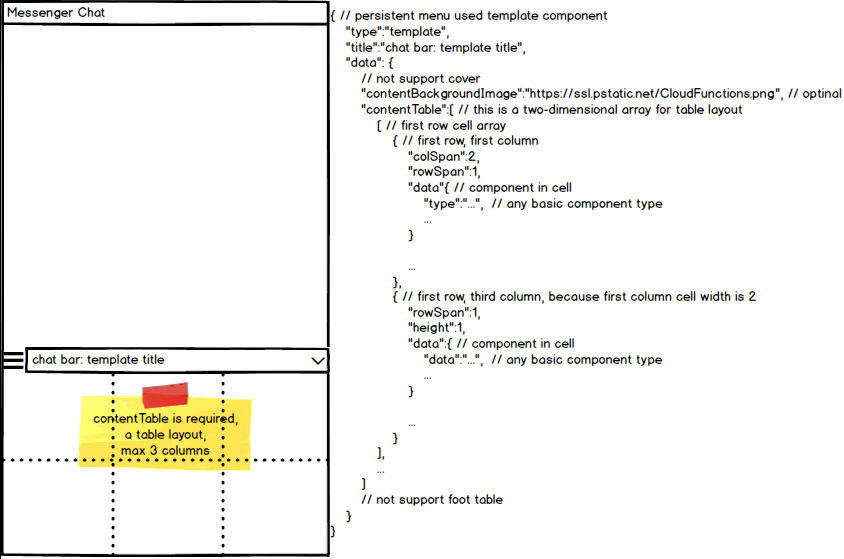 Messenger Chat
chat bar: template title
contentTable is required,
a table layout,
max 3 columns
{ // persistent menu used template component
"type":"template",
"title":"chat bar: template title",
"data": {
// not support cover
"contentBackgroundImage":"https://ssl.pstatic.net/CloudFunctions.png", // optinal
"contentTable":[ // this is a two-dimensional array for table layout
[ // first row cell array
{ // first row, first column
"colSpan":2,
"rowSpan":1,
"data"{ // component in cell
"type":"...", // any basic component type
...
}
...
},
{ // first row, third column, because first column cell width is 2
"rowSpan":1,
"height":1,
"data":{ // component in cell
"data":"...", // any basic component type
...
}
...
}
],
...
]
// not support foot table
}
}